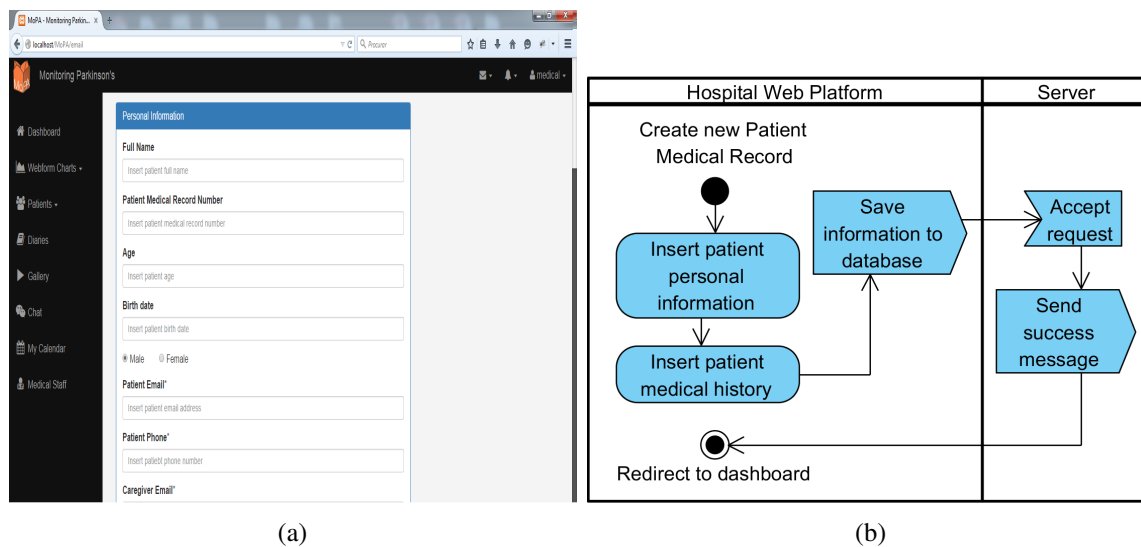 MoPA - Monitoring Parkin...
localhost/MoPA/email
Procurar
Monitoring Parkinson's
medical
Dashboard
Webform Charts
Patients
Diaries
Gallery
Chat
My Calendar
Medical Staff
Personal Information
Full Name
Insert patient full name
Patient Medical Record Number
Insert patient medical record number
Age
Insert patient age
Birth date
Insert patient birth date
Male Female
Patient Email*
Insert patient email address
Patient Phone*
Insert patiebt phone number
Caregiver Email*
(a)
Hospital Web Platform
Server
Create new Patient
Medical Record
Insert patient
personal
information
Insert patient
medical history
Save
information to
database
Accept
request
Send
success
message
Redirect to dashboard
(b)